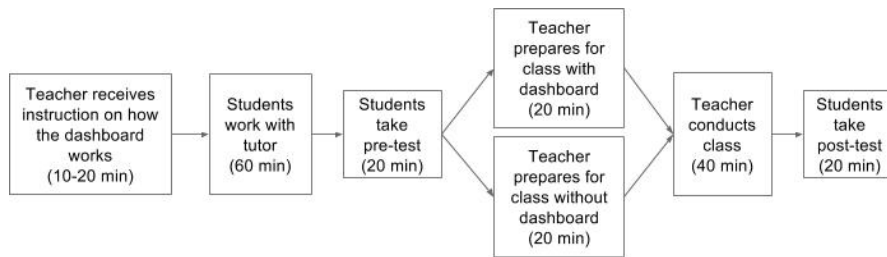 Teacher receives
instruction on how
the dashboard
works
(10-20 min)
Students
work with
tutor
(60 min)
Students
take
pre-test
(20 min)
Teacher
prepares for
class with
dashboard
(20 min)
Teacher
prepares for
class without
dashboard
(20 min)
Teacher
conducts
class
(40 min)
Students
take
post-test
(20 min)